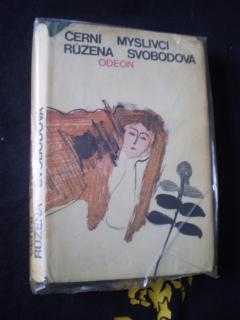 ČERNÍ MYSLIVCI
RŮŽENA SVOBODOVÁ
ODEON
RŮŽENA SVOBODOVÁ